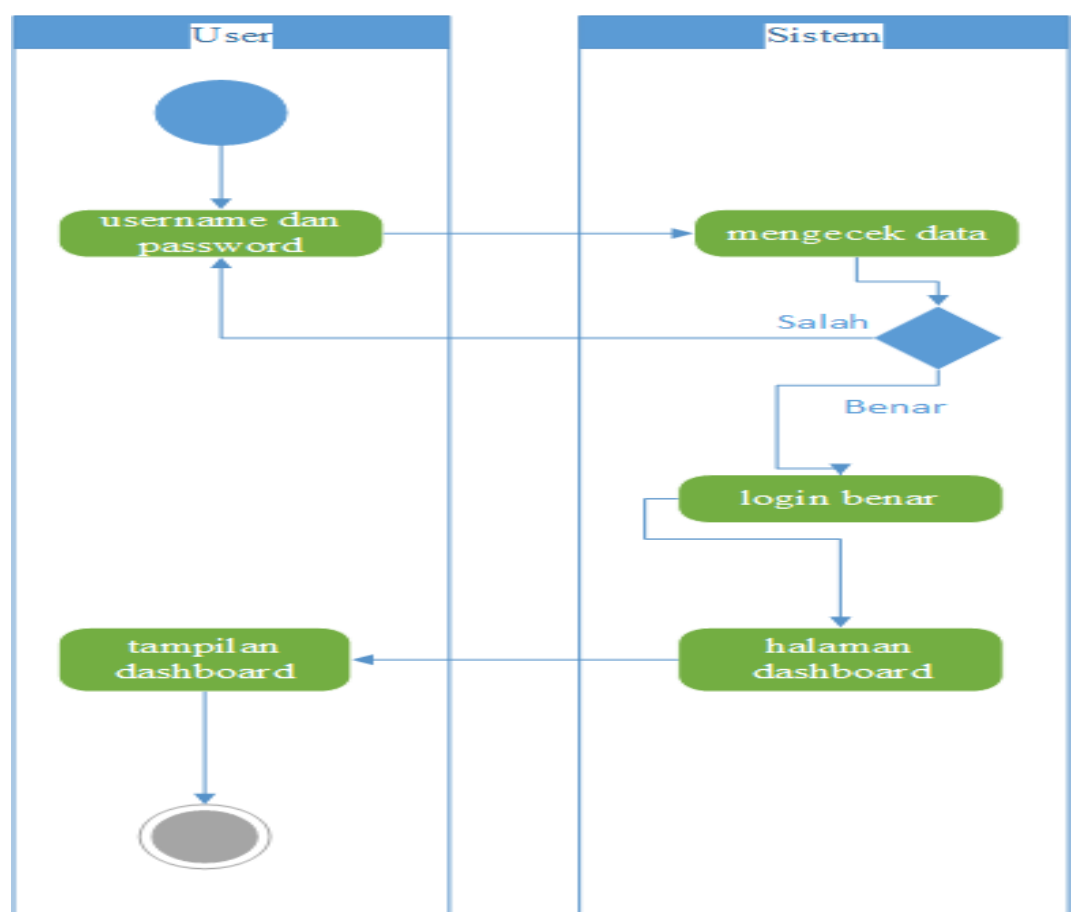 User
Sistem
username dan
password
mengecek data
Salah
Benar
login benar
tampilan
dashboard
halaman
dashboard